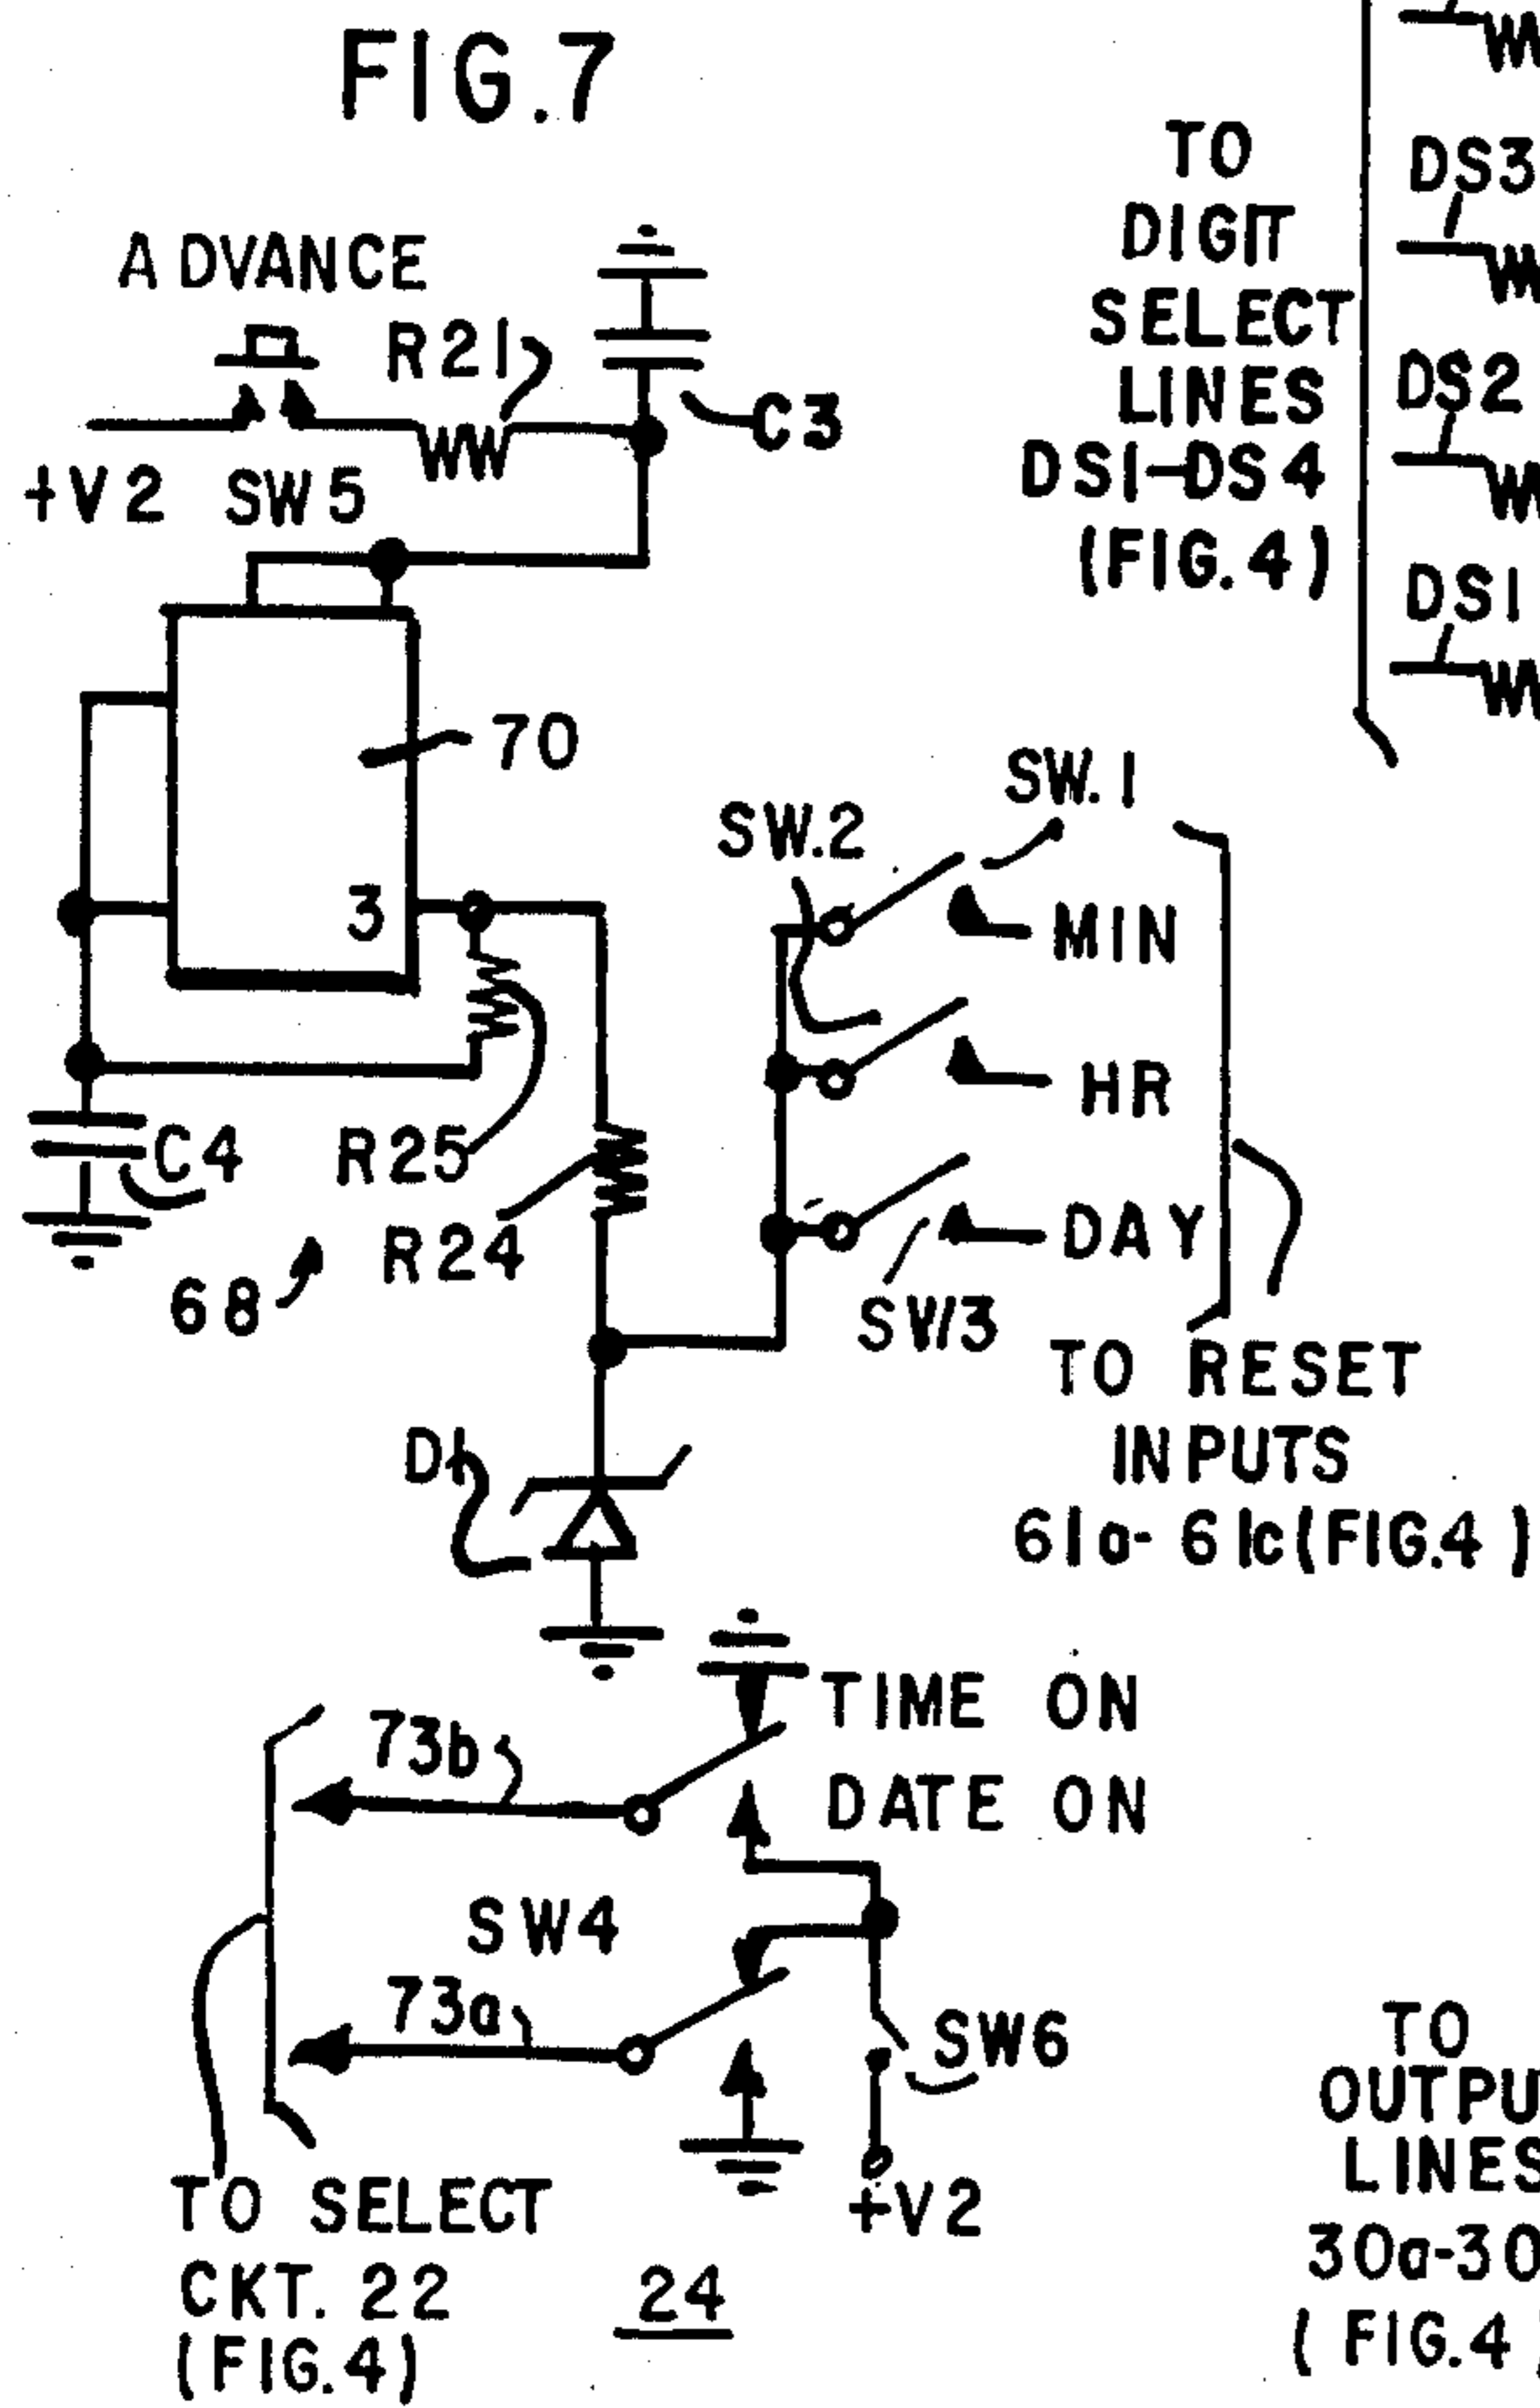 FIG.7
ADVANCE
R21
C3
+V2 SW5
70
3
SW.2
SW.1
MIN
HR
DAY
SW3
C4
R25
R24
68
D1
TO RESET
INPUTS
61a-61c(FIG.4)
TIME ON
DATE ON
73b
SW4
73a
SW6
+V2
TO SELECT
CKT. 22
(FIG.4)
24
TO
DIGIT
SELECT
LINES
DS1-DS4
(FIG.4)
DS3
DS2
DS1
TO
LINES
(FIG.4)